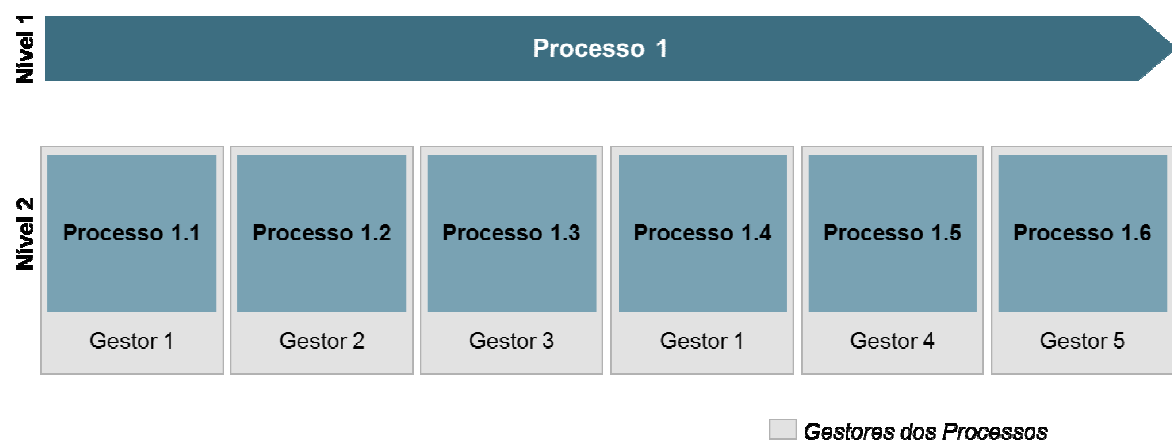 Nível 1
Processo 1
Nível 2
Processo 1.1
Processo 1.2
Processo 1.3
Processo 1.4
Processo 1.5
Processo 1.6
Gestor 1
Gestor 2
Gestor 3
Gestor 1
Gestor 4
Gestor 5
Gestores dos Processos